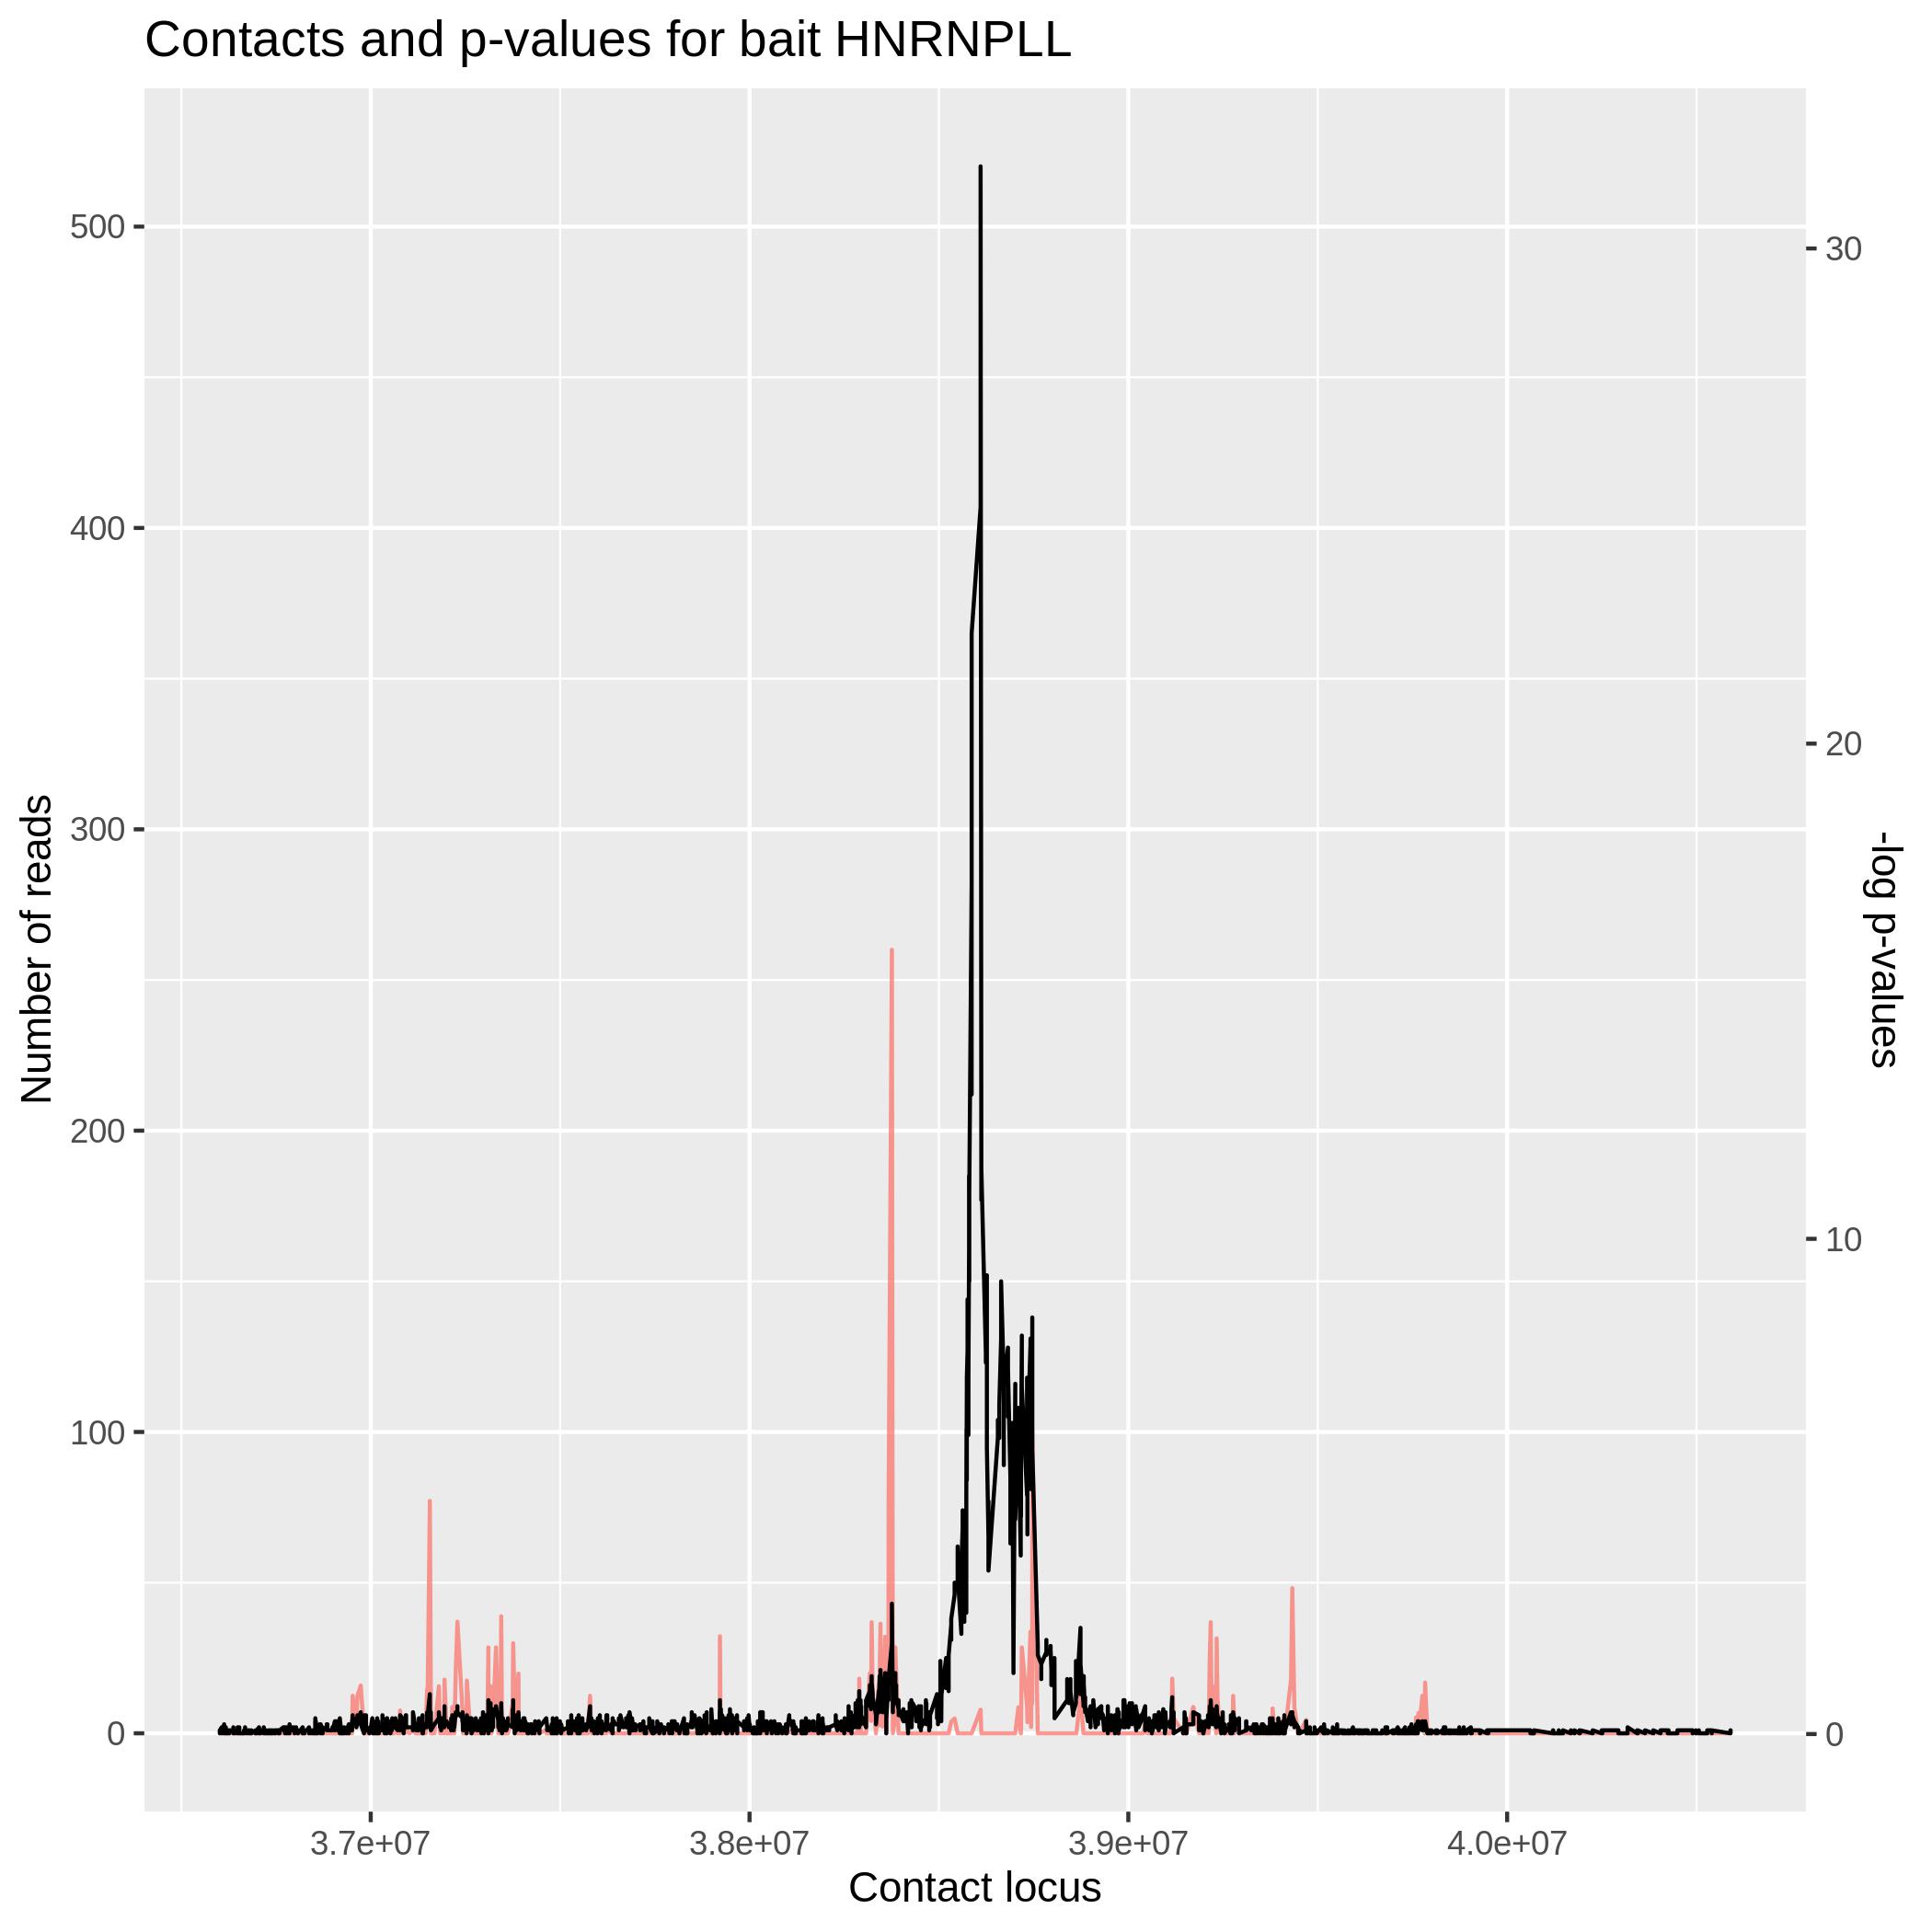 Contacts and p-values for bait HNRNPLL
Number of reads
500
400
300
200
100
0
30
20
10
0
-log p-values
3.7e+07
3.8e+07
3.9e+07
4.0e+07
Contact locus